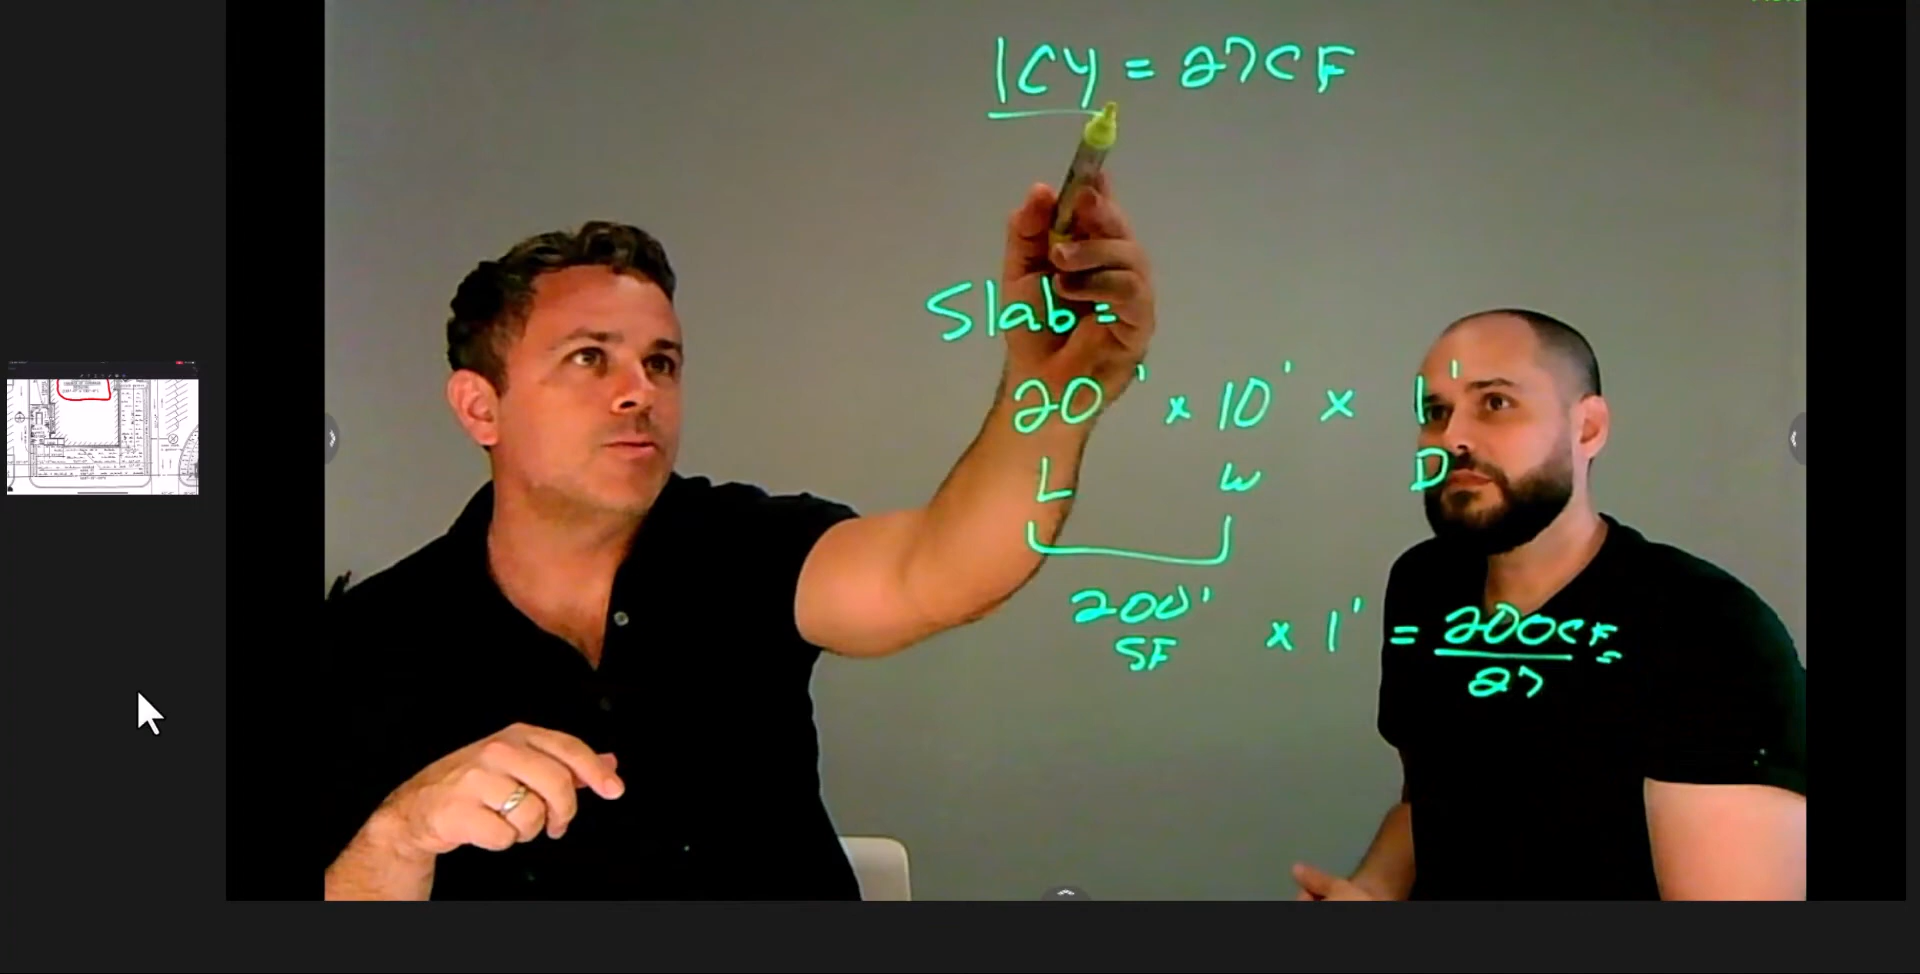 1CY = 27CF
Slab =
20' x 10' x 1'
L W D
200' x 1' = 200CF =
SF 27